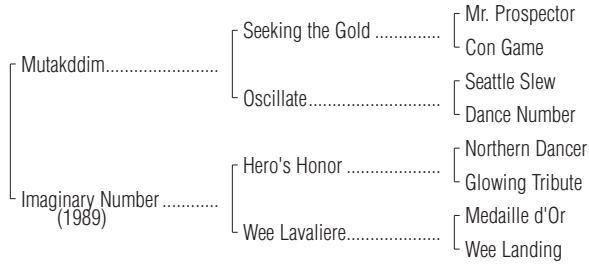 Mr. Prospector
Seeking the Gold ..............
Con Game
Mutakddim........................
Seattle Slew
Oscillate............................
Dance Number
Northern Dancer
Hero's Honor ....................
Glowing Tribute
Imaginary Number ............
(1989)
Medaille d'Or
Wee Lavaliere....................
Wee Landing